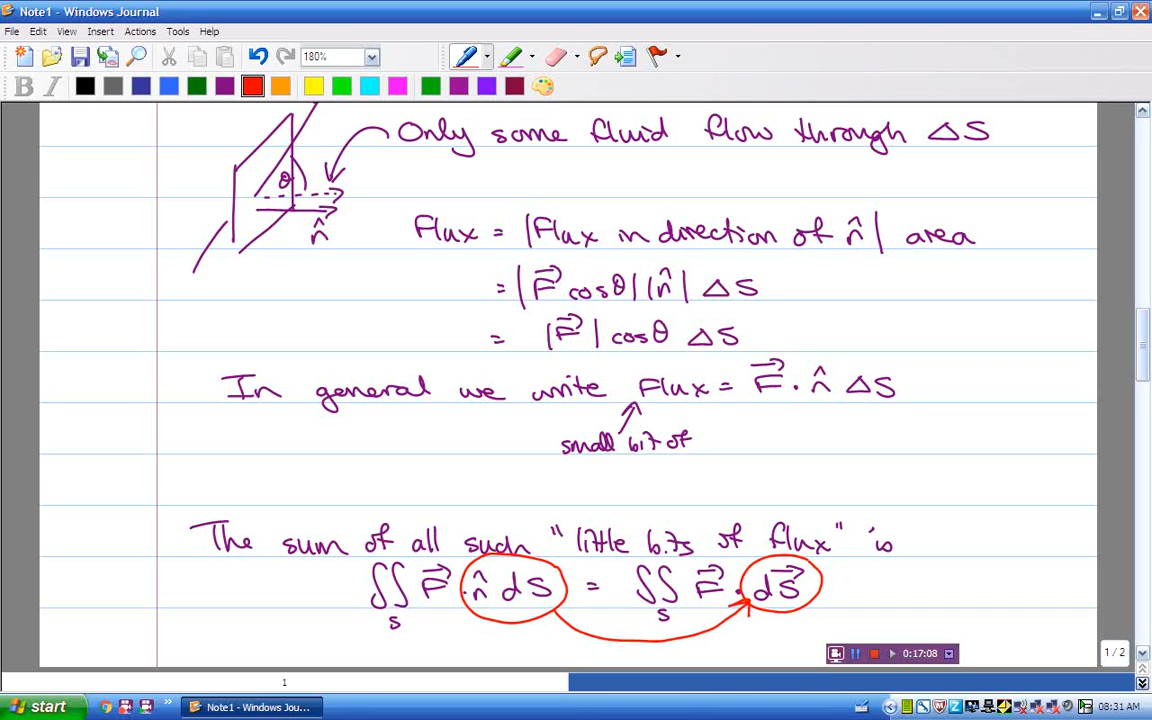 Note1 - Windows Journal
File Edit View Insert Actions Tools Help
180%
B I
Only some fluid flow through ΔS
θ
n̂
Flux = |Flux in direction of n̂| area
= |F⃗ cosθ| |n̂| ΔS
= |F⃗| cosθ ΔS
In general we write Flux = F⃗ · n̂ ΔS
small bit of
The sum of all such "little bits of flux" is
∬ F⃗ · n̂ dS = ∬ F⃗ · dS⃗
S S
0:17:08
1 / 2
1
start Note1 - Windows Jou... 08:31 AM